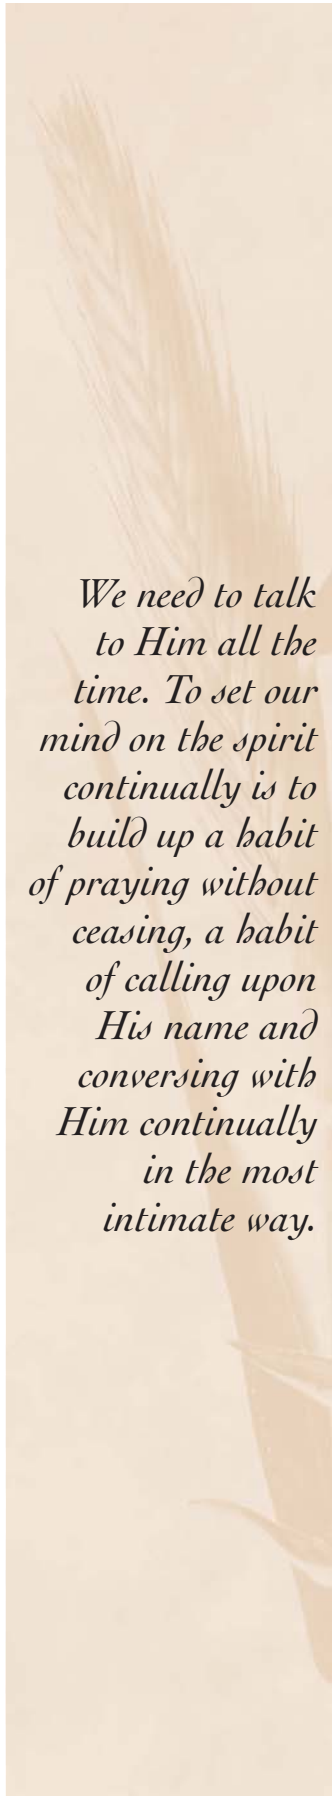 We need to talk
to Him all the
time. To set our
mind on the spirit
continually is to
build up a habit
of praying without
ceasing, a habit
of calling upon
His name and
conversing with
Him continually
in the most
intimate way.